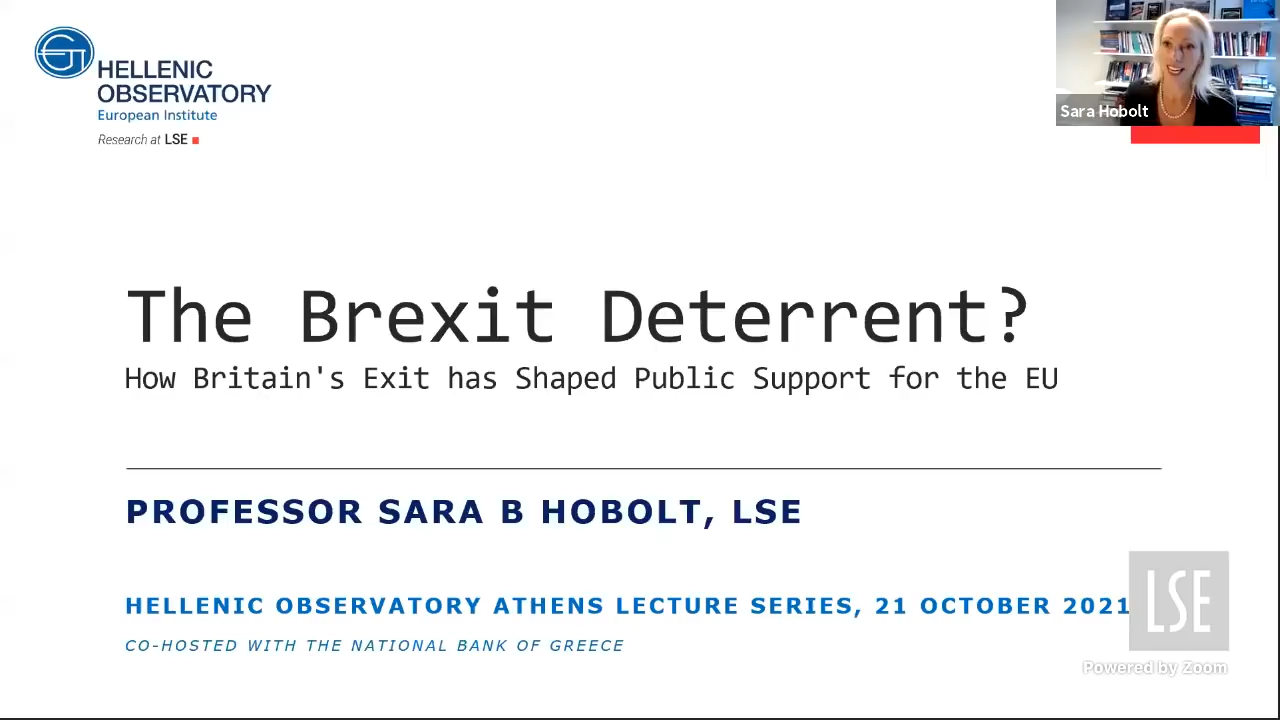 HELLENIC
OBSERVATORY
European Institute
Research at LSE
Sara Hobolt
The Brexit Deterrent?
How Britain's Exit has Shaped Public Support for the EU
PROFESSOR SARA B HOBOLT, LSE
HELLENIC OBSERVATORY ATHENS LECTURE SERIES, 21 OCTOBER 2021
CO-HOSTED WITH THE NATIONAL BANK OF GREECE
LSE
Powered by Zoom